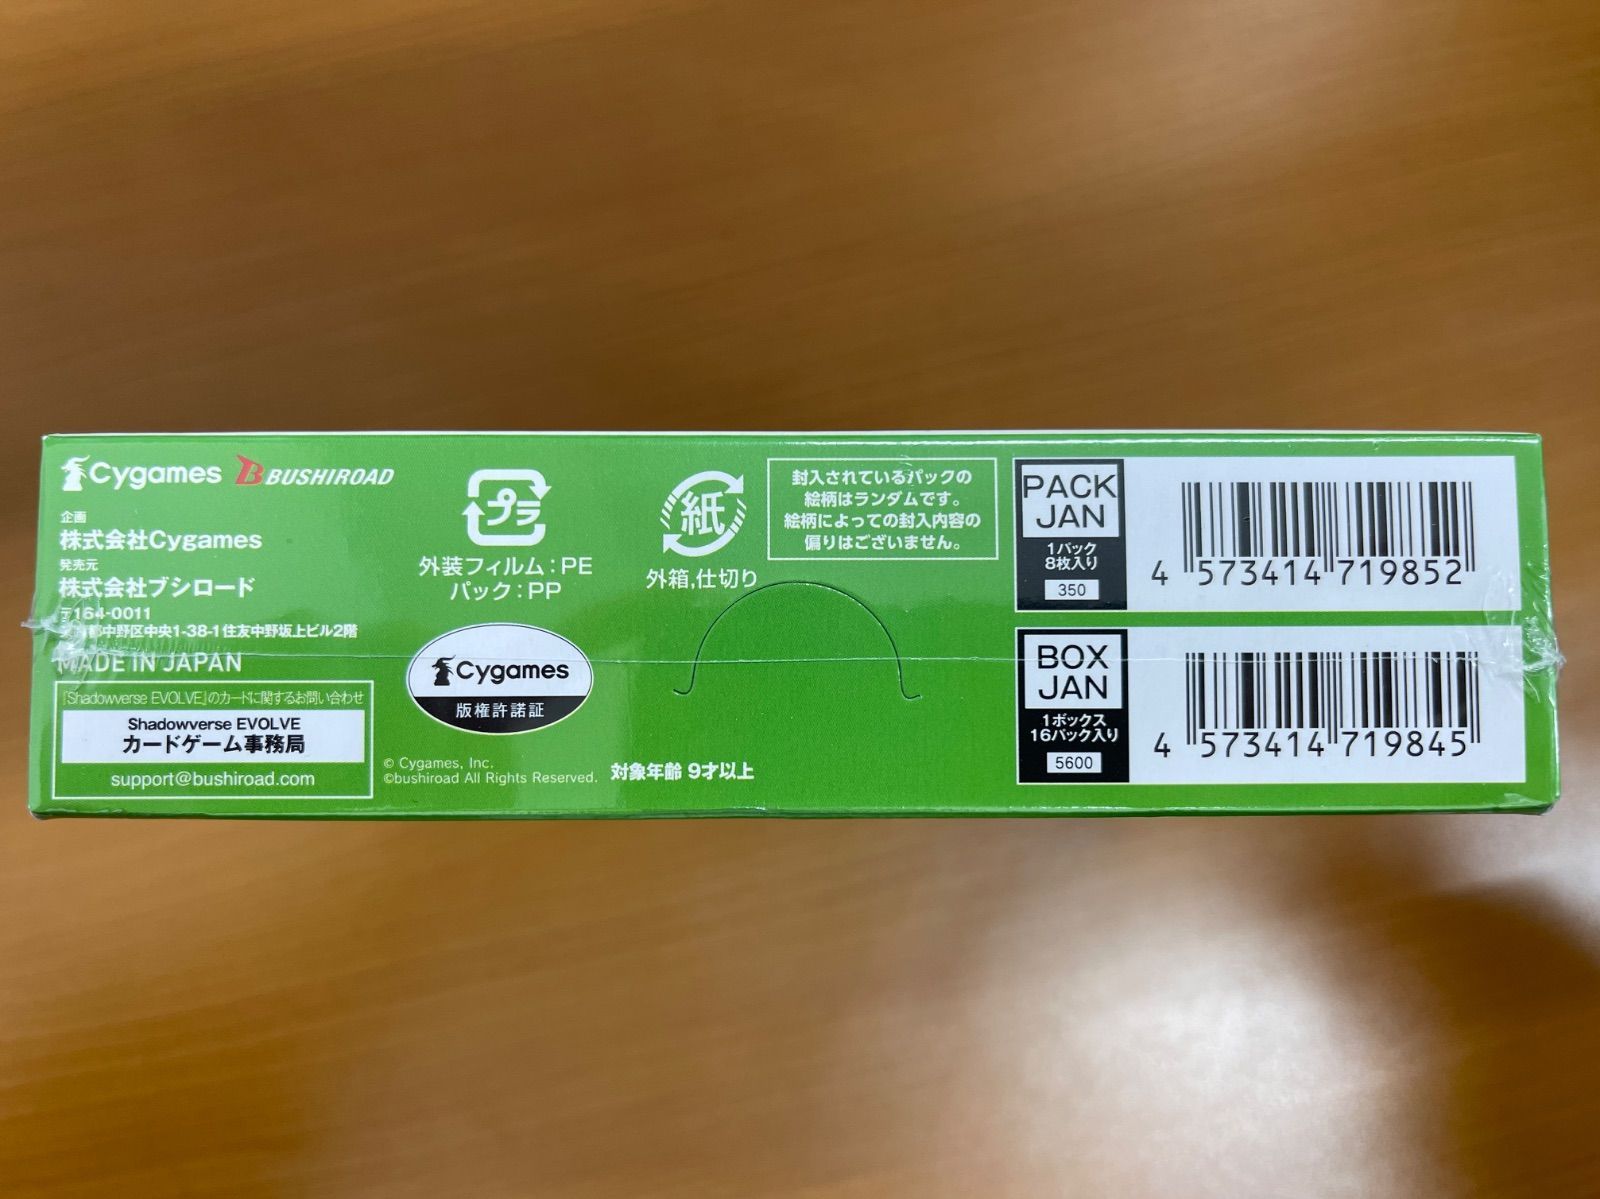 Cygames BUSHIROAD
企画
株式会社Cygames
発売元
株式会社ブシロード
〒164-0011
東京都中野区中央1-38-1住友中野坂上ビル2階
MADE IN JAPAN
『Shadowverse EVOLVE』のカードに関するお問い合わせ
Shadowverse EVOLVE
カードゲーム事務局
support@bushiroad.com
プラ
外装フィルム:PE
パック:PP
紙
外箱,仕切り
Cygames
版権許諾証
© Cygames, Inc.
©bushiroad All Rights Reserved.
対象年齢 9才以上
封入されているパックの
絵柄はランダムです。
絵柄によっての封入内容の
偏りはございません。
PACK
JAN
1パック
8枚入り
350
4 573414 719852
BOX
JAN
1ボックス
16パック入り
5600
4 573414 719845